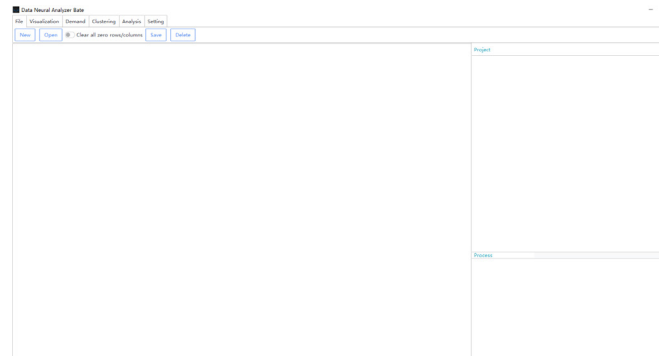 Data Neural Analyzer Bate
File Visualization Demand Clustering Analysis Setting
New Open Clear all zero rows/columns Save Delete
Project
Process